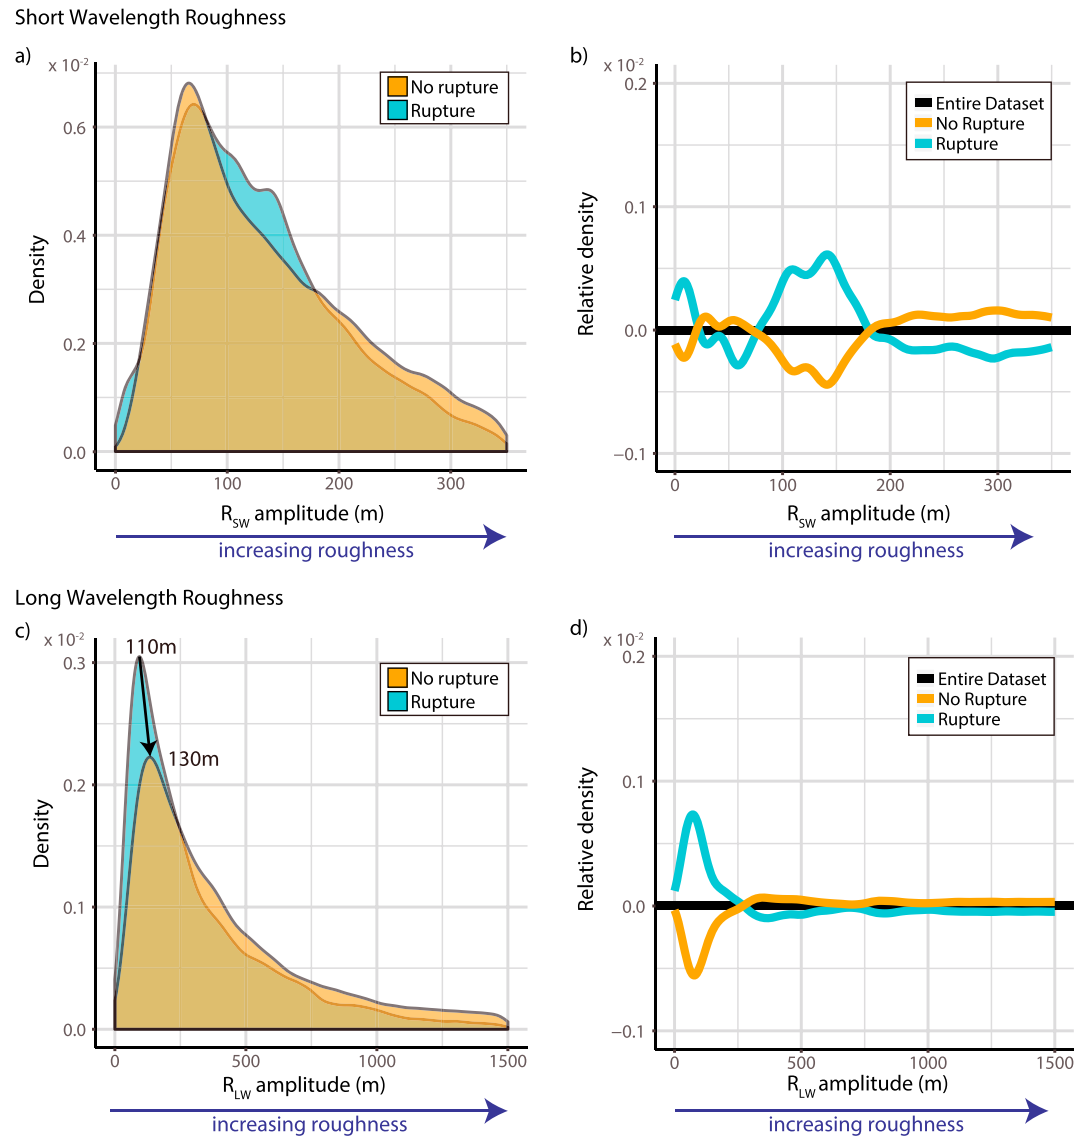 Short Wavelength Roughness
a)
x 10⁻²
No rupture
Rupture
0.6
0.4
0.2
0.0
Density
0
100
200
300
R_SW amplitude (m)
increasing roughness
b)
x 10⁻²
Entire Dataset
No Rupture
Rupture
0.2
0.1
0.0
−0.1
Relative density
0
100
200
300
R_SW amplitude (m)
increasing roughness
Long Wavelength Roughness
c)
x 10⁻²
110m
130m
No rupture
Rupture
0.3
0.2
0.1
0.0
Density
0
500
1000
1500
R_LW amplitude (m)
increasing roughness
d)
x 10⁻²
Entire Dataset
No Rupture
Rupture
0.2
0.1
0.0
−0.1
Relative density
0
500
1000
1500
R_LW amplitude (m)
increasing roughness